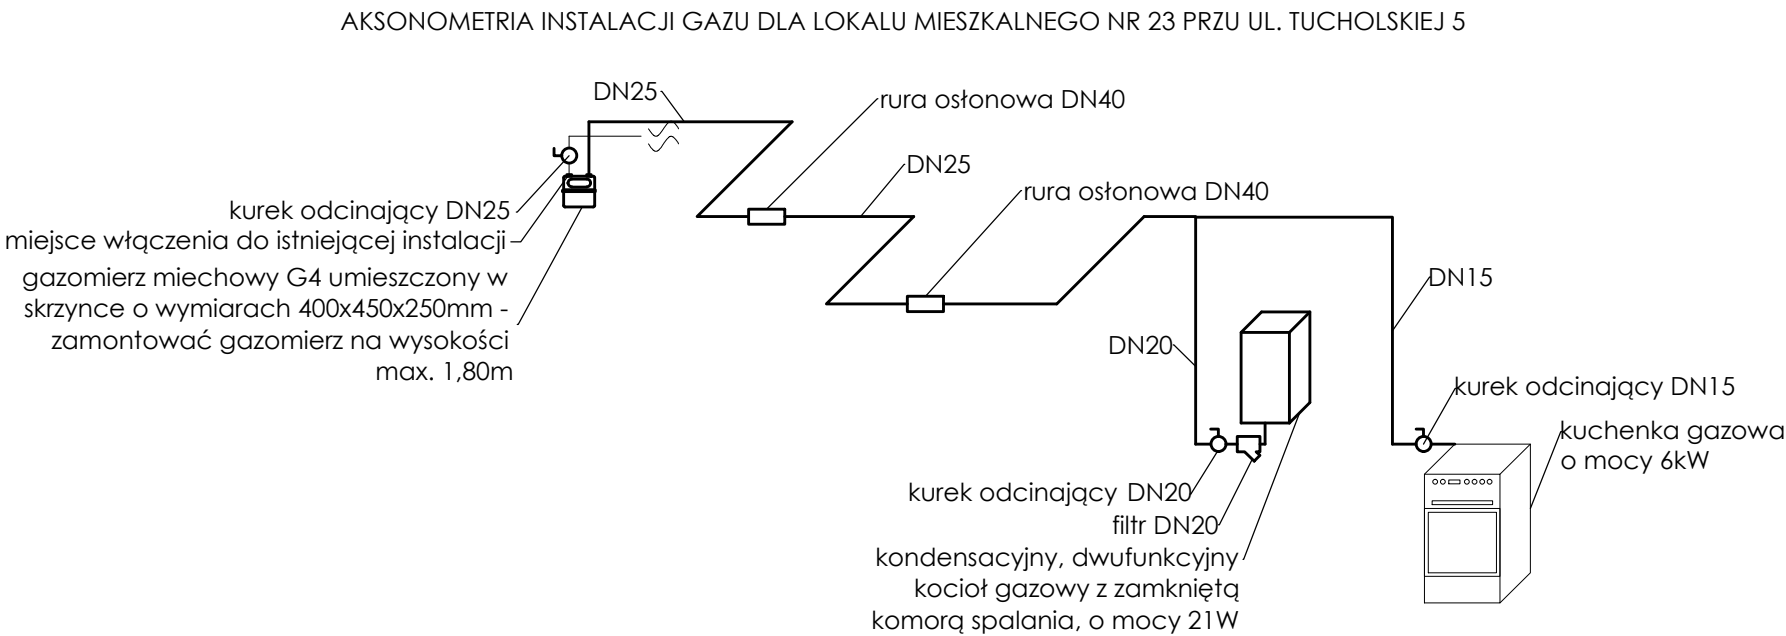 AKSONOMETRIA INSTALACJI GAZU DLA LOKALU MIESZKALNEGO NR 23 PRZU UL. TUCHOLSKIEJ 5
DN25
rura osłonowa DN40
DN25
rura osłonowa DN40
kurek odcinający DN25
miejsce włączenia do istniejącej instalacji
gazomierz miechowy G4 umieszczony w
skrzynce o wymiarach 400x450x250mm -
zamontować gazomierz na wysokości
max. 1,80m
DN15
DN20
kurek odcinający DN15
kuchenka gazowa
o mocy 6kW
kurek odcinający DN20
filtr DN20
kondensacyjny, dwufunkcyjny
kocioł gazowy z zamkniętą
komorą spalania, o mocy 21W